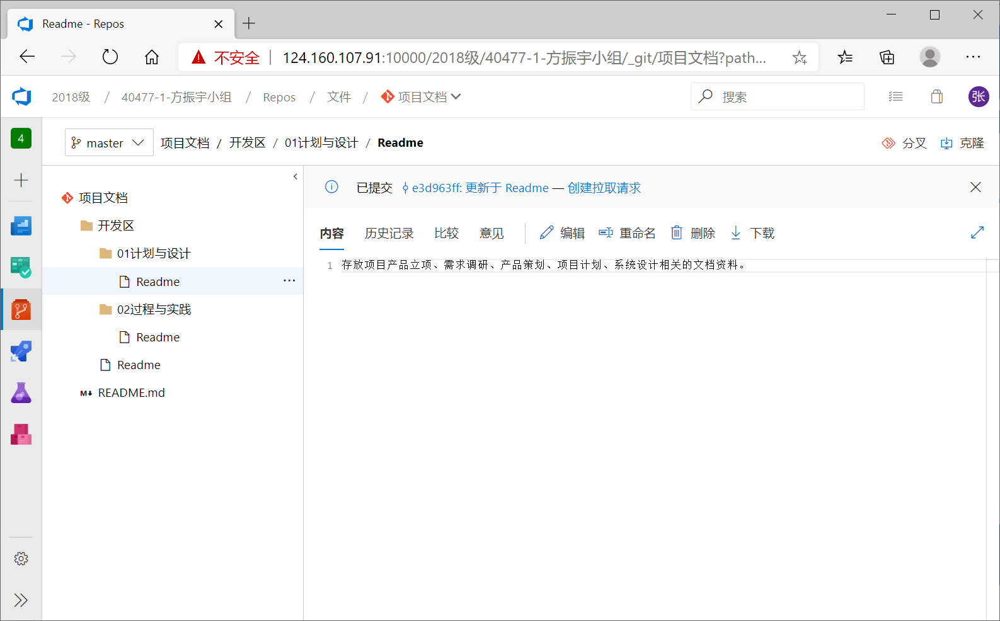 Readme - Repos
不安全 124.160.107.91:10000/2018级/40477-1-方振宇小组/_git/项目文档?path...
2018级 / 40477-1-方振宇小组 / Repos / 文件 / 项目文档
搜索
张
4
master
项目文档 / 开发区 / 01计划与设计 / Readme
分叉
克隆
项目文档
开发区
01计划与设计
Readme
02过程与实践
Readme
Readme
README.md
已提交 e3d963ff: 更新于 Readme — 创建拉取请求
内容 历史记录 比较 意见 编辑 重命名 删除 下载
1 存放项目产品立项、需求调研、产品策划、项目计划、系统设计相关的文档资料。